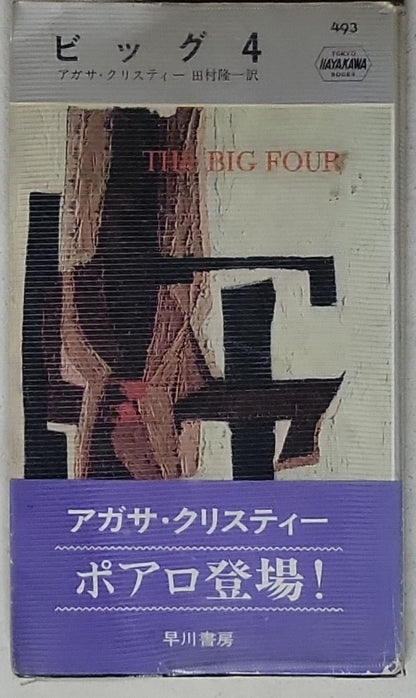 493
ビッグ4
TOKYO
HAYAKAWA
BOOKS
アガサ・クリスティー 田村隆一訳
THE BIG FOUR
アガサ・クリスティー
ポアロ登場!
早川書房